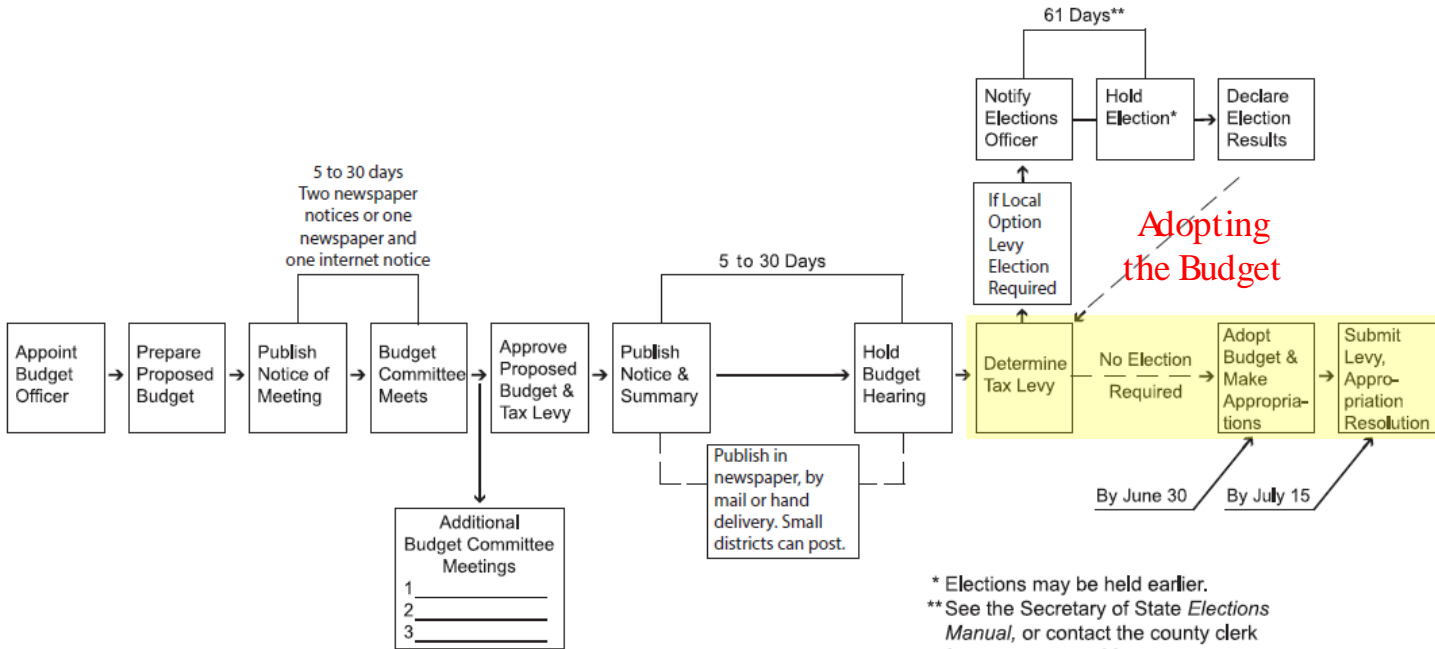 61 Days**
Notify
Elections
Officer
Hold
Election*
Declare
Election
Results
5 to 30 days
Two newspaper
notices or one
newspaper and
one internet notice
If Local
Option
Levy
Election
Required
Adopting
the Budget
5 to 30 Days
Appoint
Budget
Officer
Prepare
Proposed
Budget
Publish
Notice of
Meeting
Budget
Committee
Meets
Approve
Proposed
Budget &
Tax Levy
Publish
Notice &
Summary
Hold
Budget
Hearing
Determine
Tax Levy
No Election
Required
Adopt
Budget &
Make
Appropria-
tions
Submit
Levy,
Appro-
priation
Resolution
Publish in
newspaper, by
mail or hand
delivery. Small
districts can post.
By June 30
By July 15
Additional
Budget Committee
Meetings
1
2
3
* Elections may be held earlier.
** See the Secretary of State Elections
Manual, or contact the county clerk